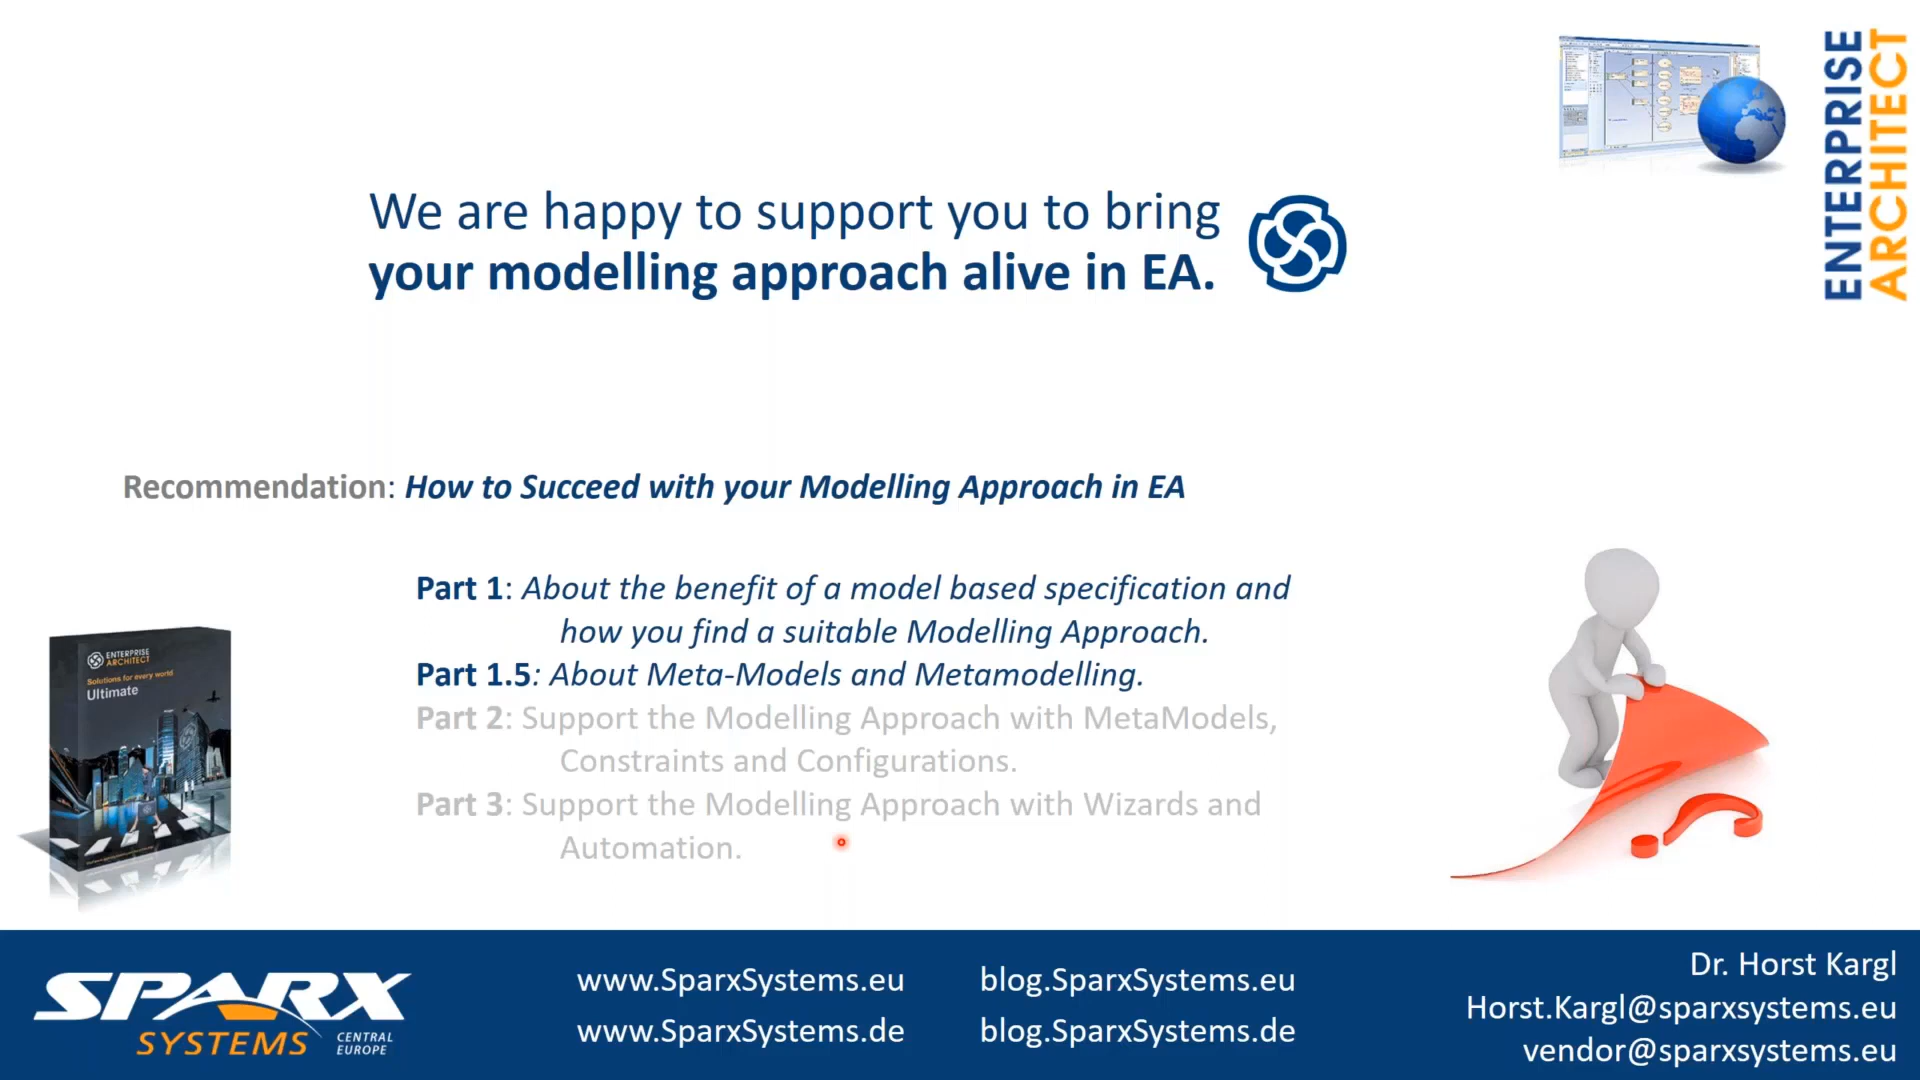 ENTERPRISE
ARCHITECT
We are happy to support you to bring
your modelling approach alive in EA.
Recommendation: How to Succeed with your Modelling Approach in EA
Part 1: About the benefit of a model based specification and
how you find a suitable Modelling Approach.
Part 1.5: About Meta-Models and Metamodelling.
Part 2: Support the Modelling Approach with MetaModels,
Constraints and Configurations.
Part 3: Support the Modelling Approach with Wizards and
Automation.
ENTERPRISE
ARCHITECT
Solutions for every world
Ultimate
SPARX
SYSTEMS
CENTRAL
EUROPE
www.SparxSystems.eu
www.SparxSystems.de
blog.SparxSystems.eu
blog.SparxSystems.de
Dr. Horst Kargl
Horst.Kargl@sparxsystems.eu
vendor@sparxsystems.eu